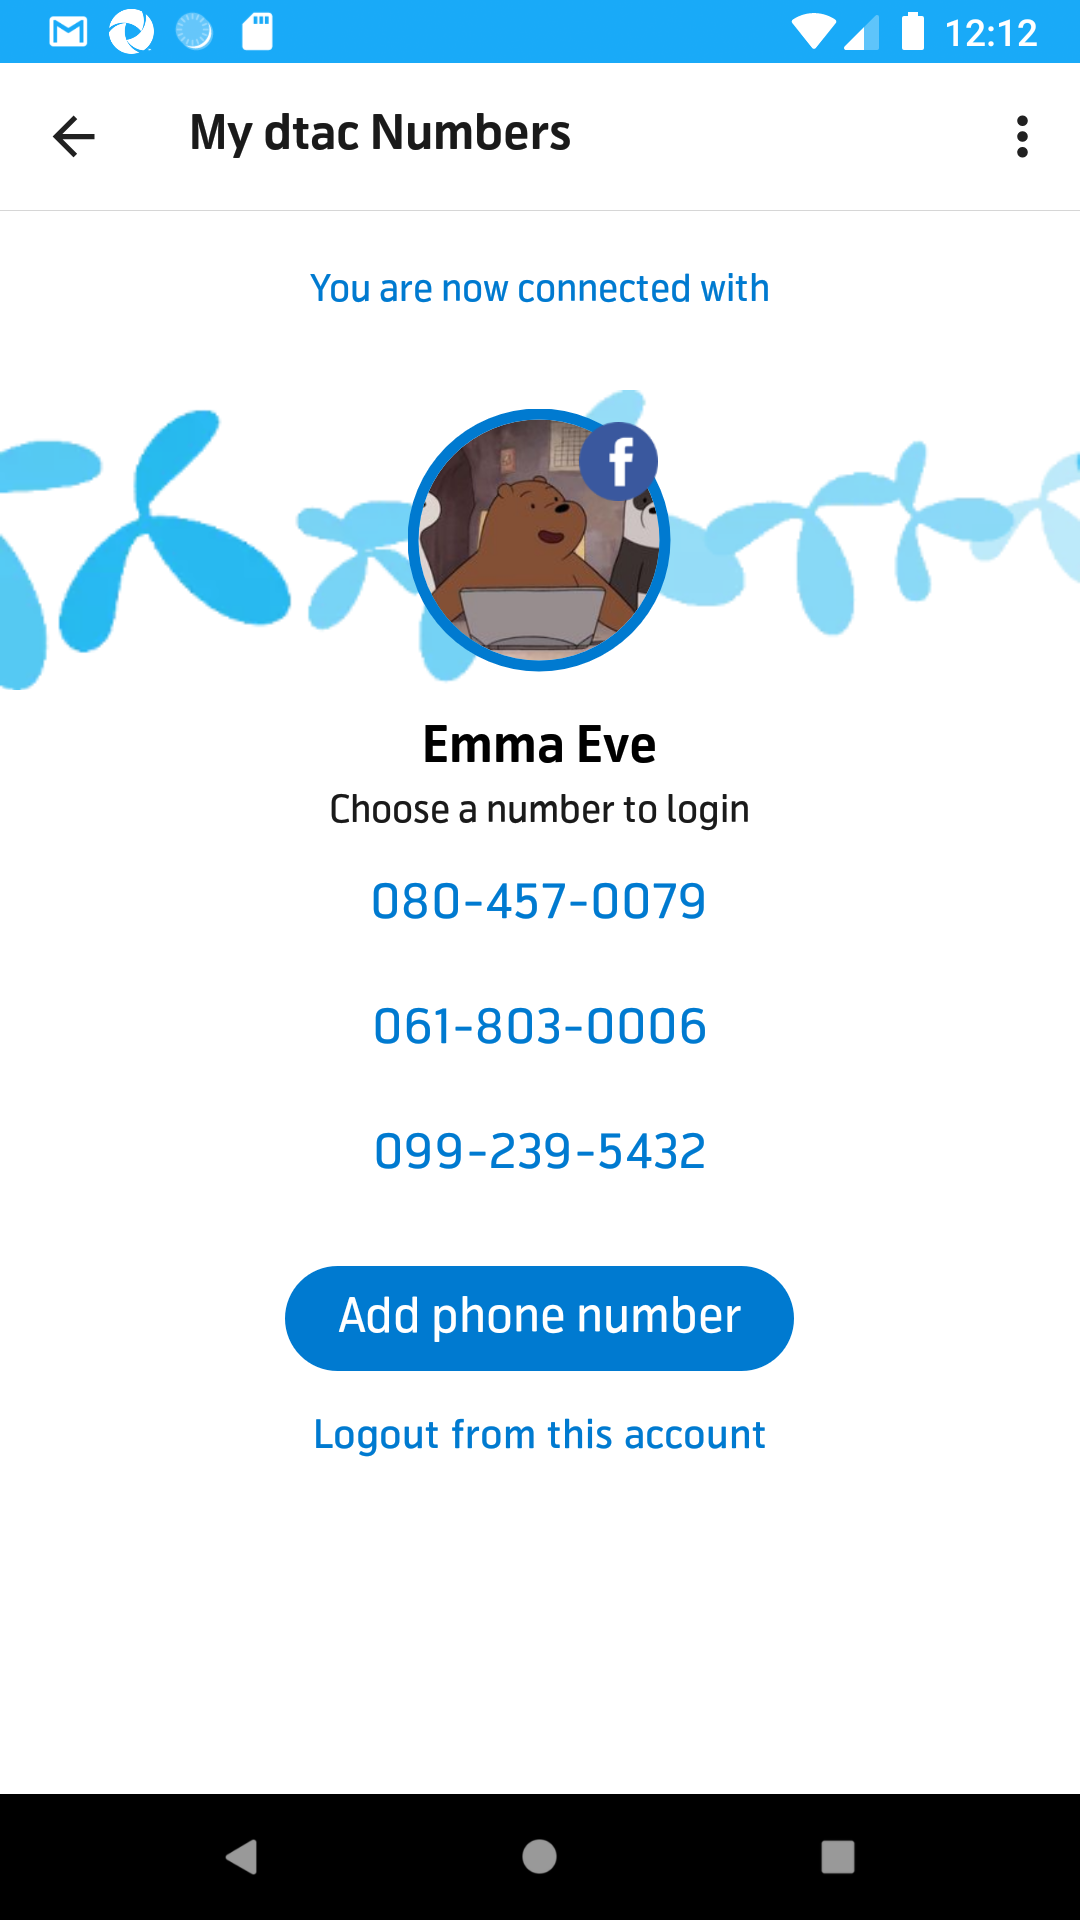 12:12
My dtac Numbers
You are now connected with
f
Emma Eve
Choose a number to login
080-457-0079
061-803-0006
099-239-5432
Add phone number
Logout from this account